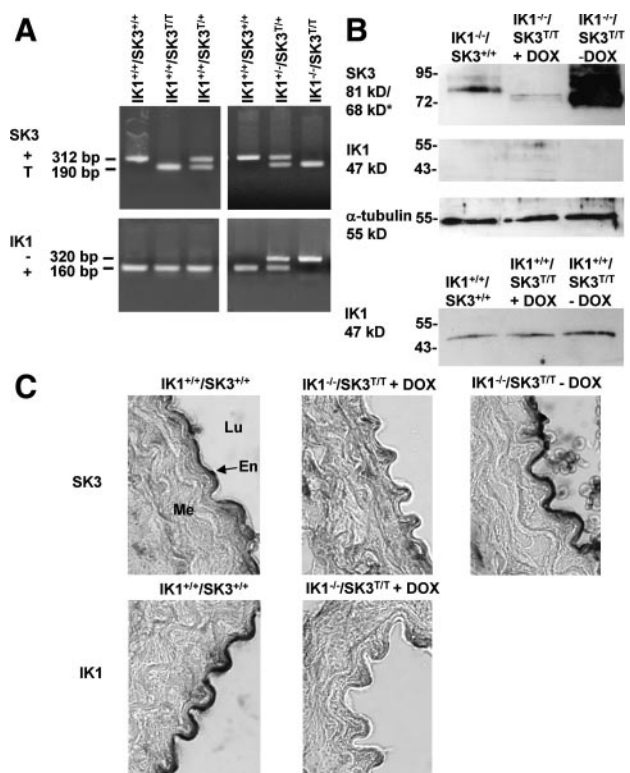 A
IK1+/+/SK3+/+
IK1+/+/SK3T/T
IK1+/+/SK3T/+
IK1+/+/SK3+/+
IK1+/-/SK3T/+
IK1-/-/SK3T/T
SK3
+ 312 bp
T 190 bp
IK1
- 320 bp
+ 160 bp
B
IK1-/-/
SK3+/+
IK1-/-/
SK3T/T
+ DOX
IK1-/-/
SK3T/T
-DOX
SK3
81 kD/
68 kD*
95-
72-
IK1
47 kD
55-
43-
α-tubulin
55 kD
55-
IK1+/+/
SK3+/+
IK1+/+/
SK3T/T
+ DOX
IK1+/+/
SK3T/T
- DOX
IK1
47 kD
55-
43-
C
IK1+/+/SK3+/+
IK1-/-/SK3T/T + DOX
IK1-/-/SK3T/T - DOX
SK3
Lu
En
Me
IK1+/+/SK3+/+
IK1-/-/SK3T/T + DOX
IK1